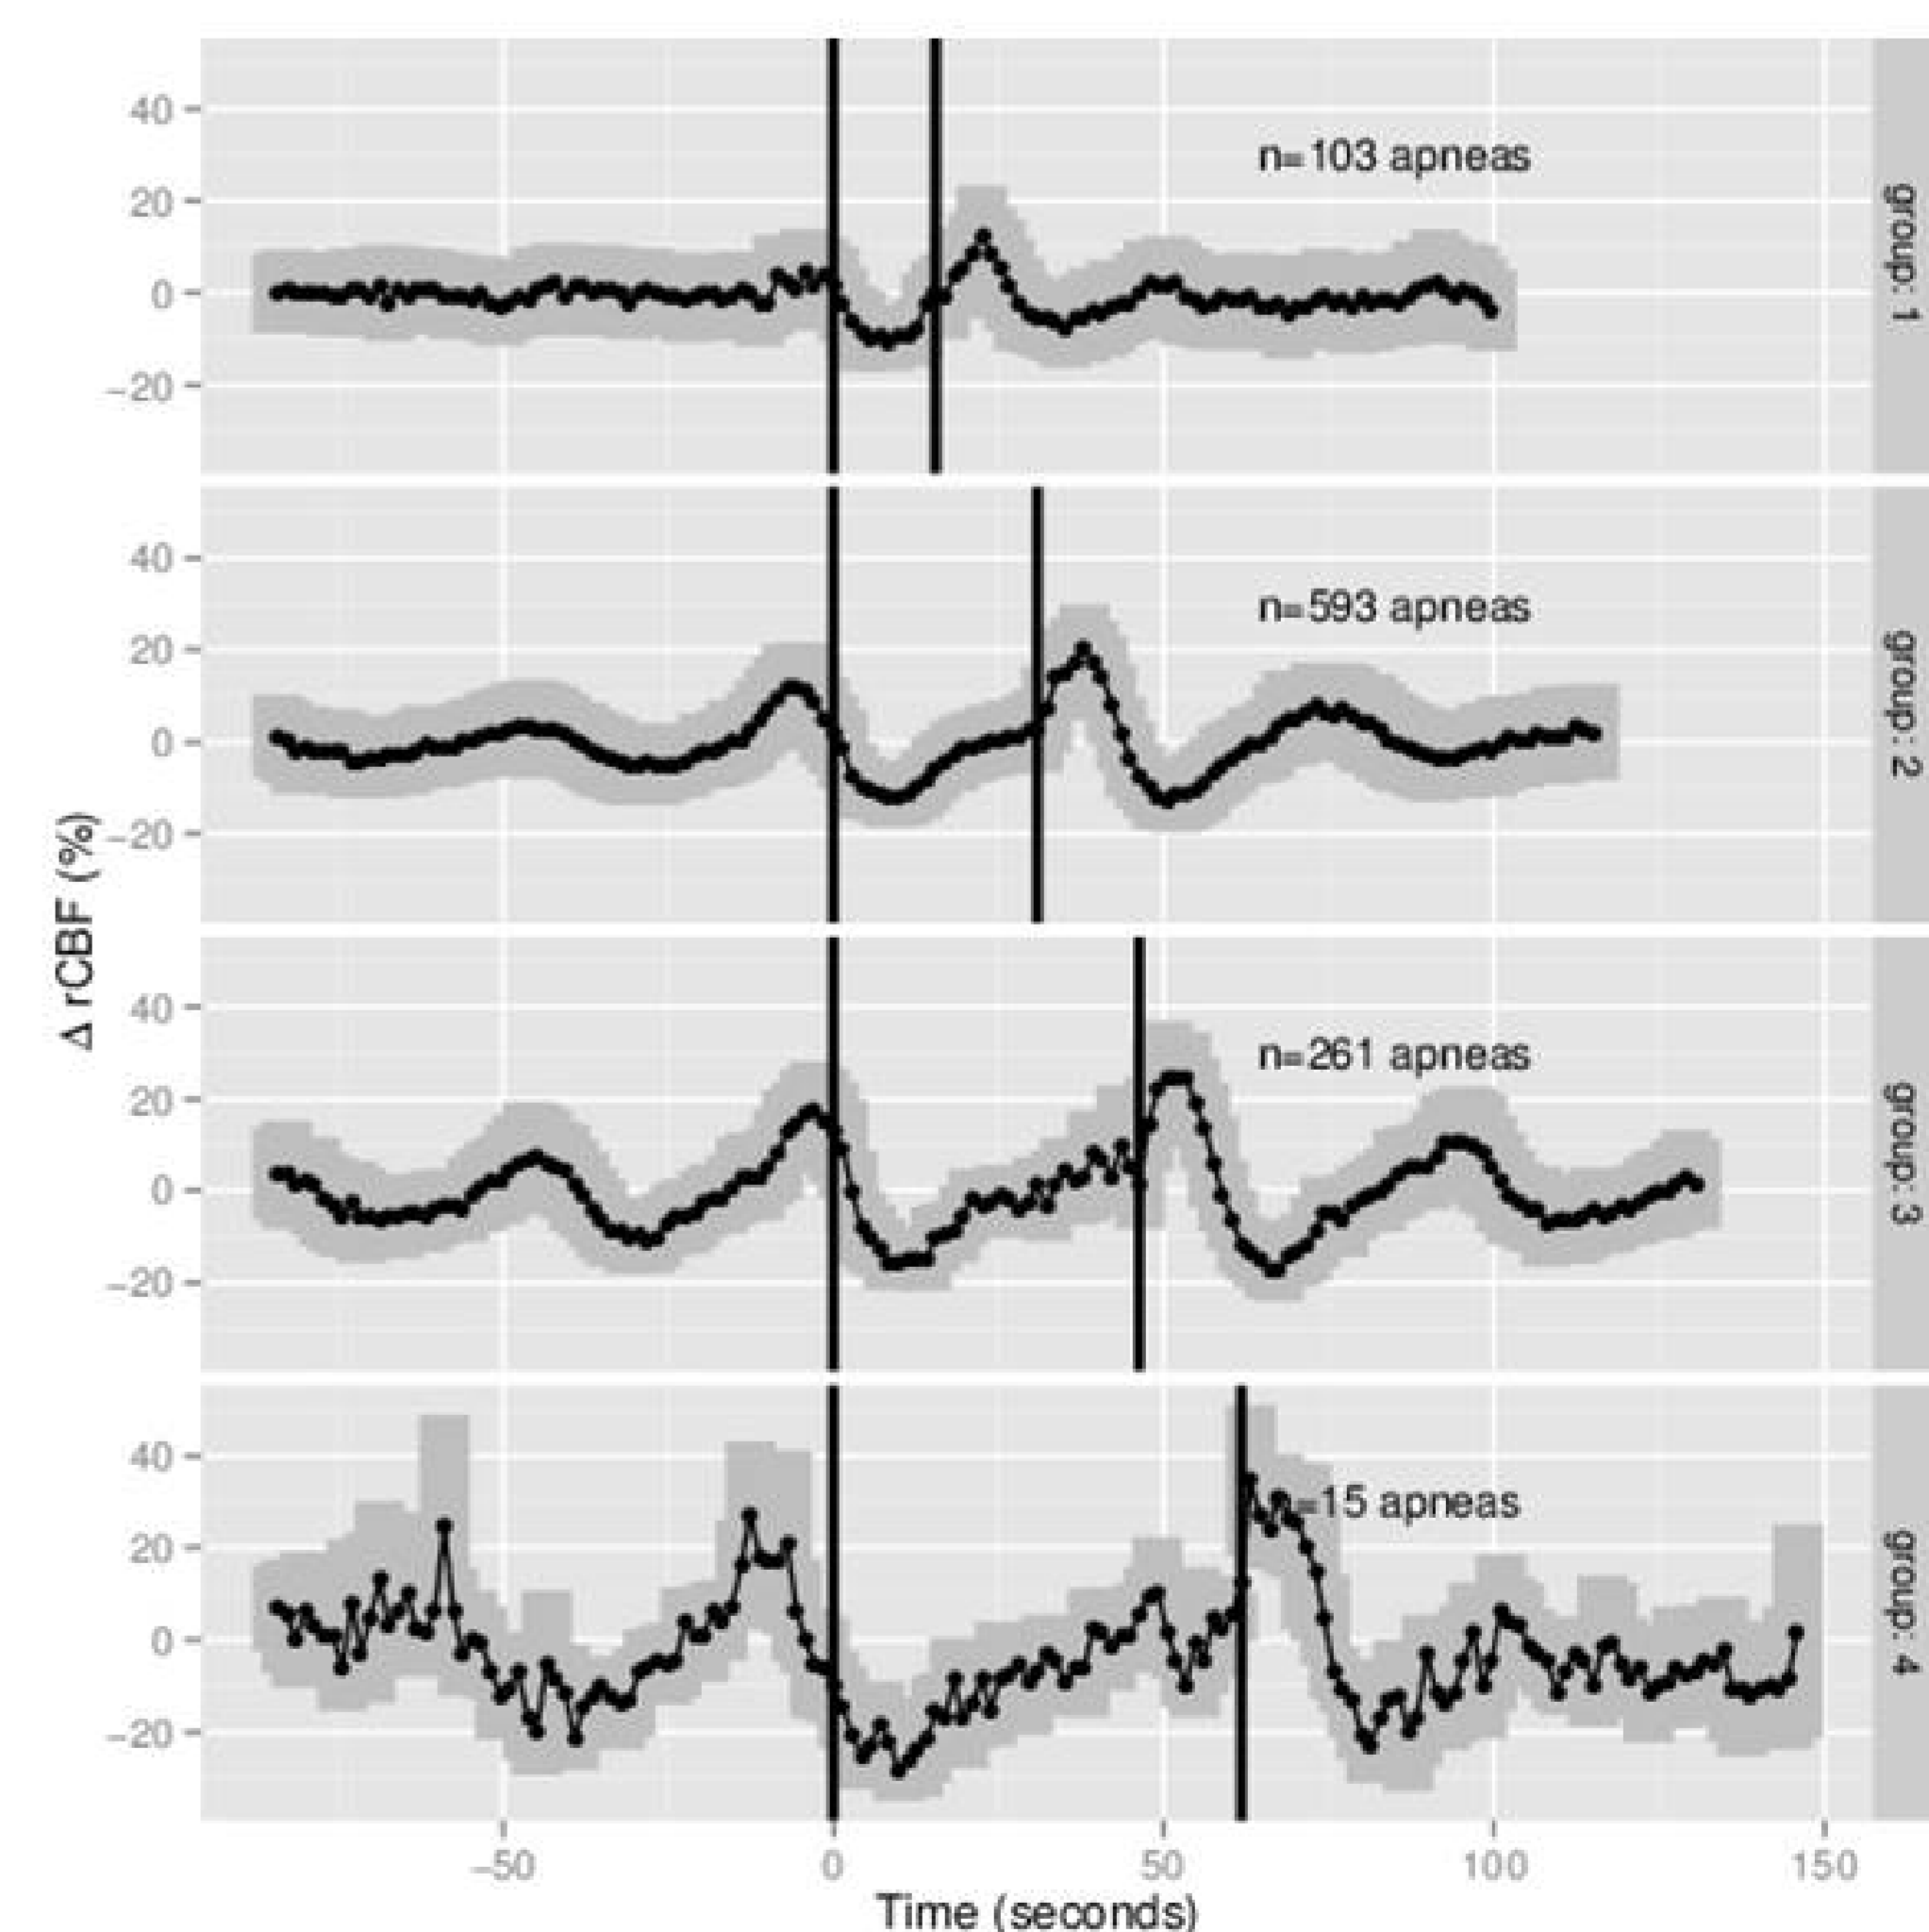 Δ rCBF (%)
40
20
0
−20
n=103 apneas
group: 1
40
20
0
−20
n=593 apneas
group: 2
40
20
0
−20
n=261 apneas
group: 3
40
20
0
−20
=15 apneas
group: 4
−50 0 50 100 150
Time (seconds)